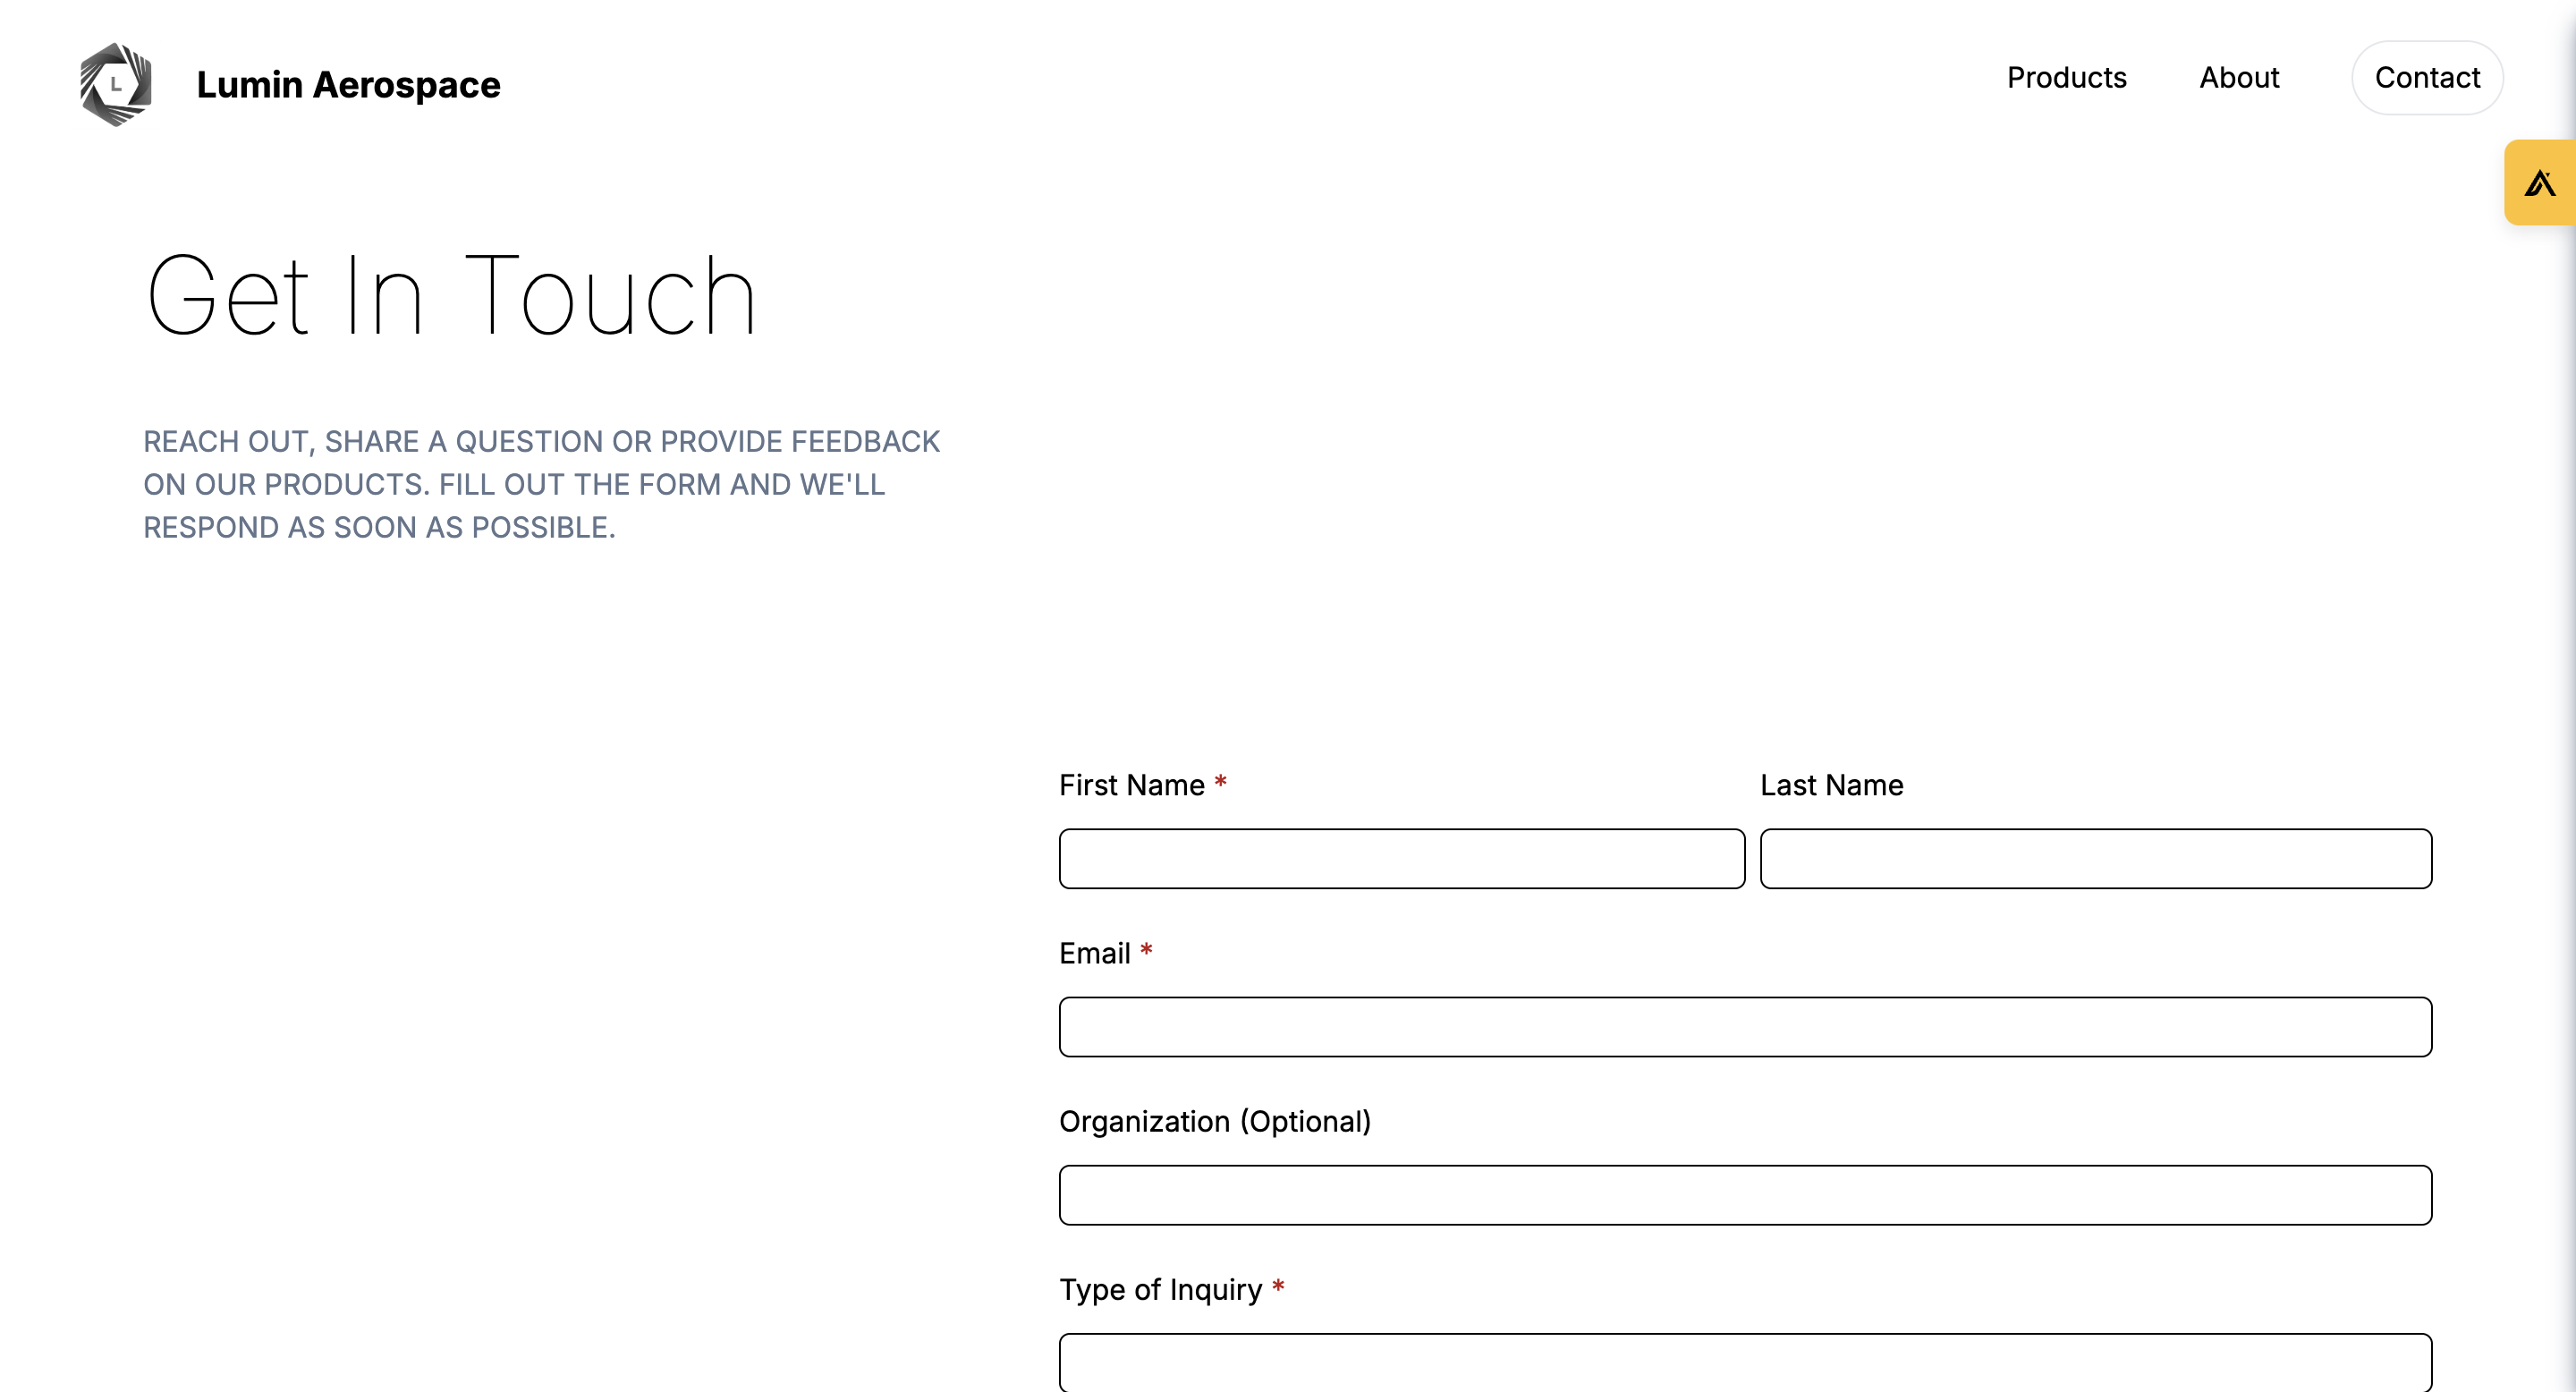 L
Lumin Aerospace
Products
About
Contact
Get In Touch
REACH OUT, SHARE A QUESTION OR PROVIDE FEEDBACK
ON OUR PRODUCTS. FILL OUT THE FORM AND WE'LL
RESPOND AS SOON AS POSSIBLE.
First Name *
Last Name
Email *
Organization (Optional)
Type of Inquiry *